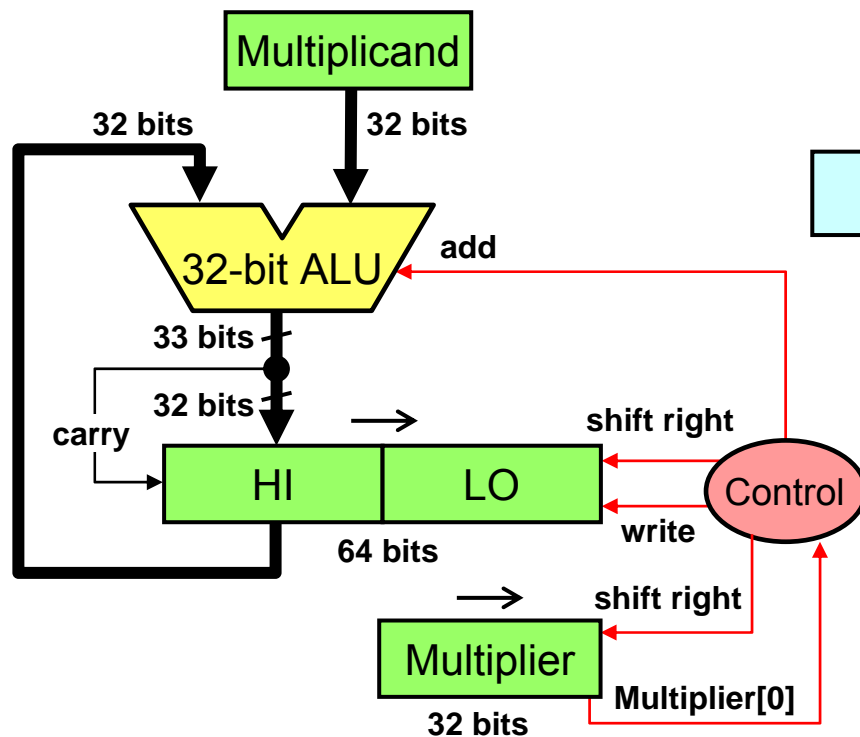 Multiplicand
32 bits
32 bits
32-bit ALU
add
33 bits
32 bits
carry
shift right
HI
LO
Control
write
64 bits
shift right
Multiplier
Multiplier[0]
32 bits